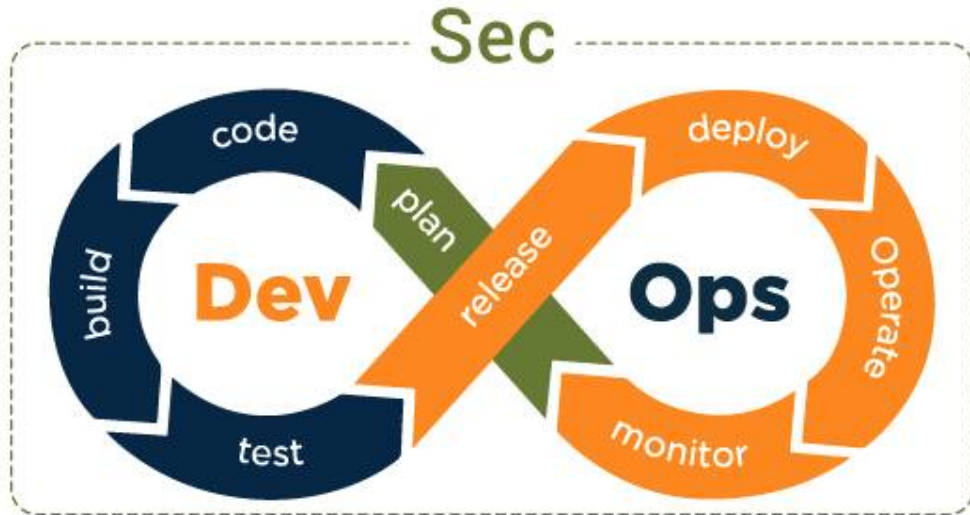 Sec
code
deploy
plan
release
build
Dev
Ops
Operate
test
monitor